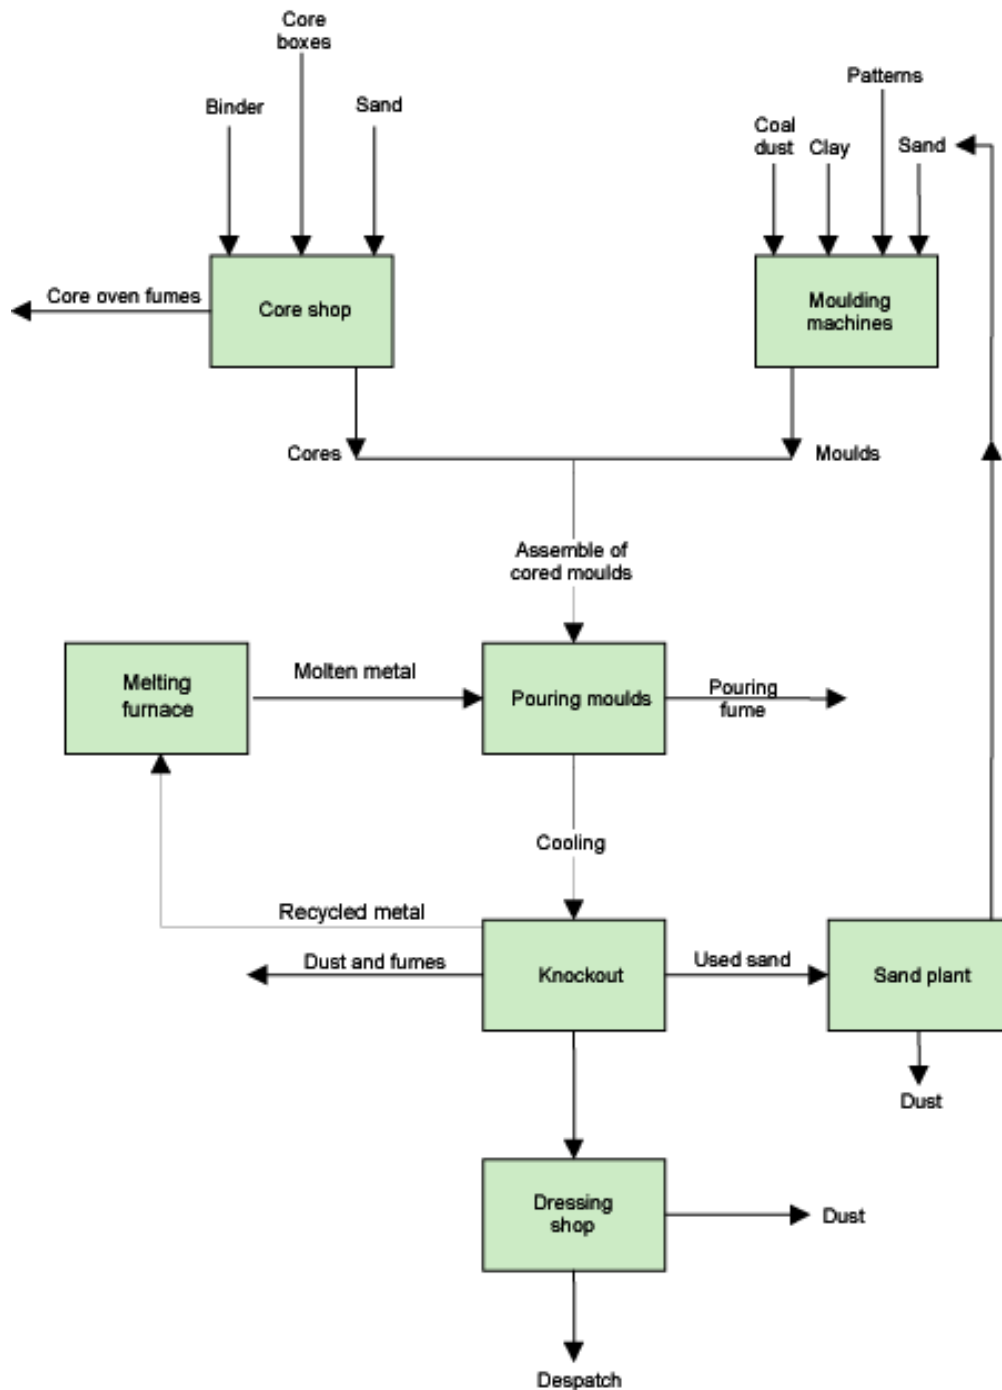 Core
boxes
Patterns
Binder
Sand
Coal
dust
Clay
Sand
Core oven fumes
Core shop
Moulding
machines
Cores
Moulds
Assemble of
cored moulds
Melting
furnace
Molten metal
Pouring moulds
Pouring
fume
Cooling
Recycled metal
Dust and fumes
Knockout
Used sand
Sand plant
Dust
Dressing
shop
Dust
Despatch